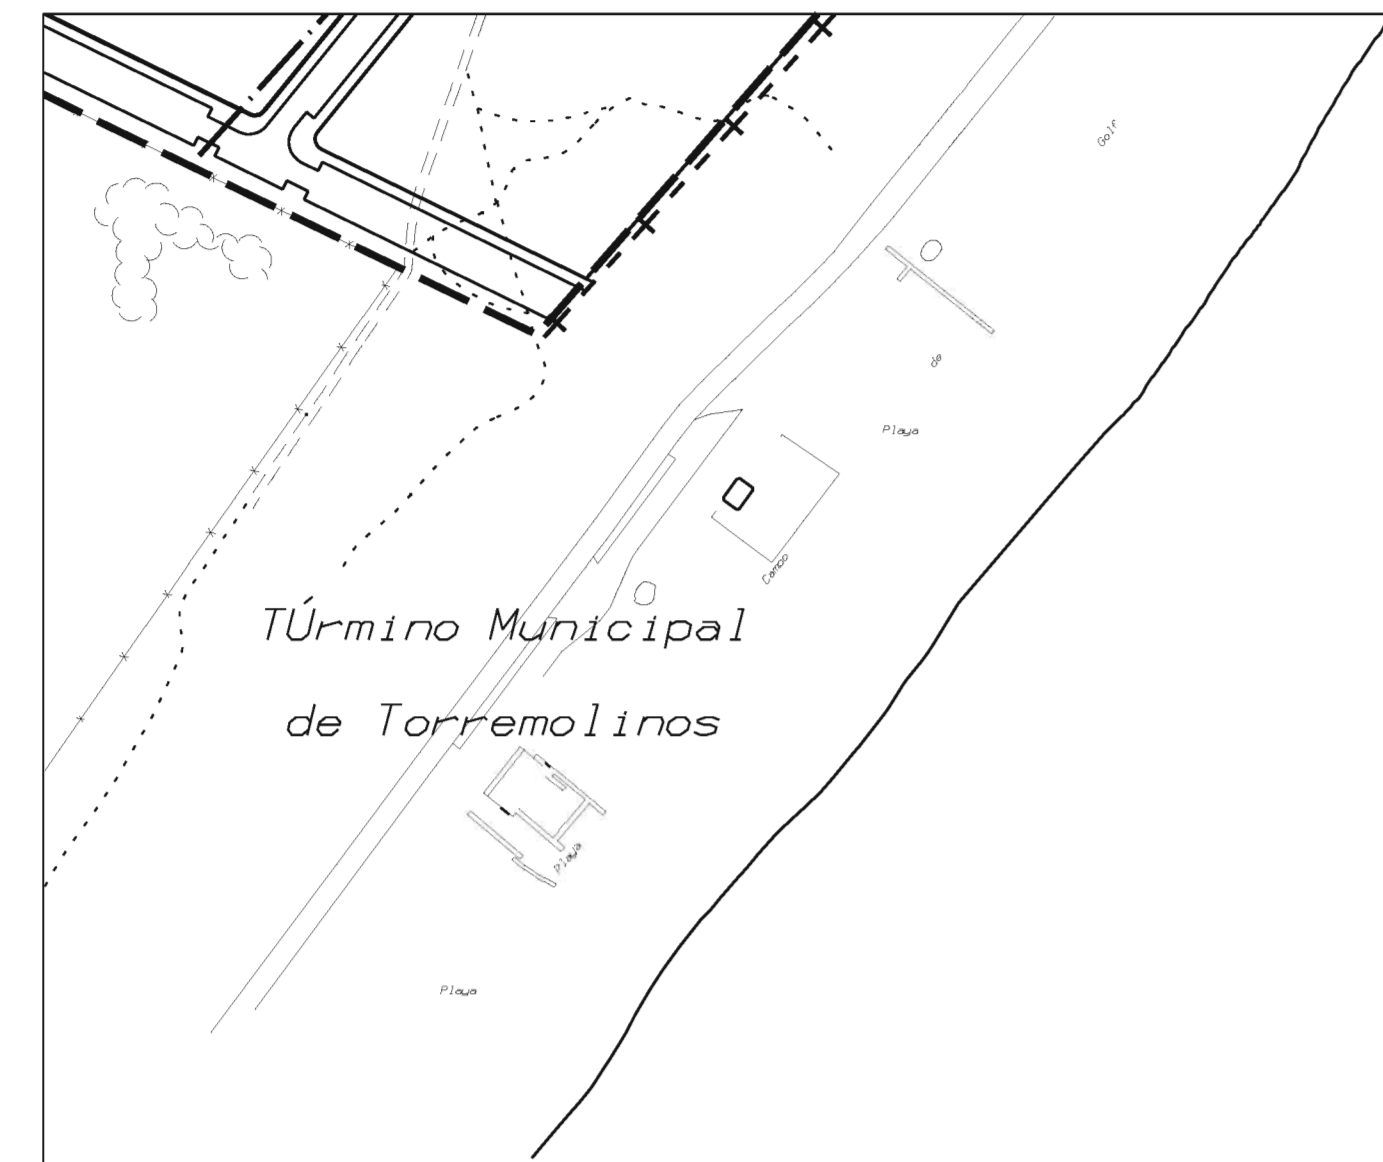 Golf
de
Playa
Campo
TÚrmino Municipal
de Torremolinos
playa
Playa